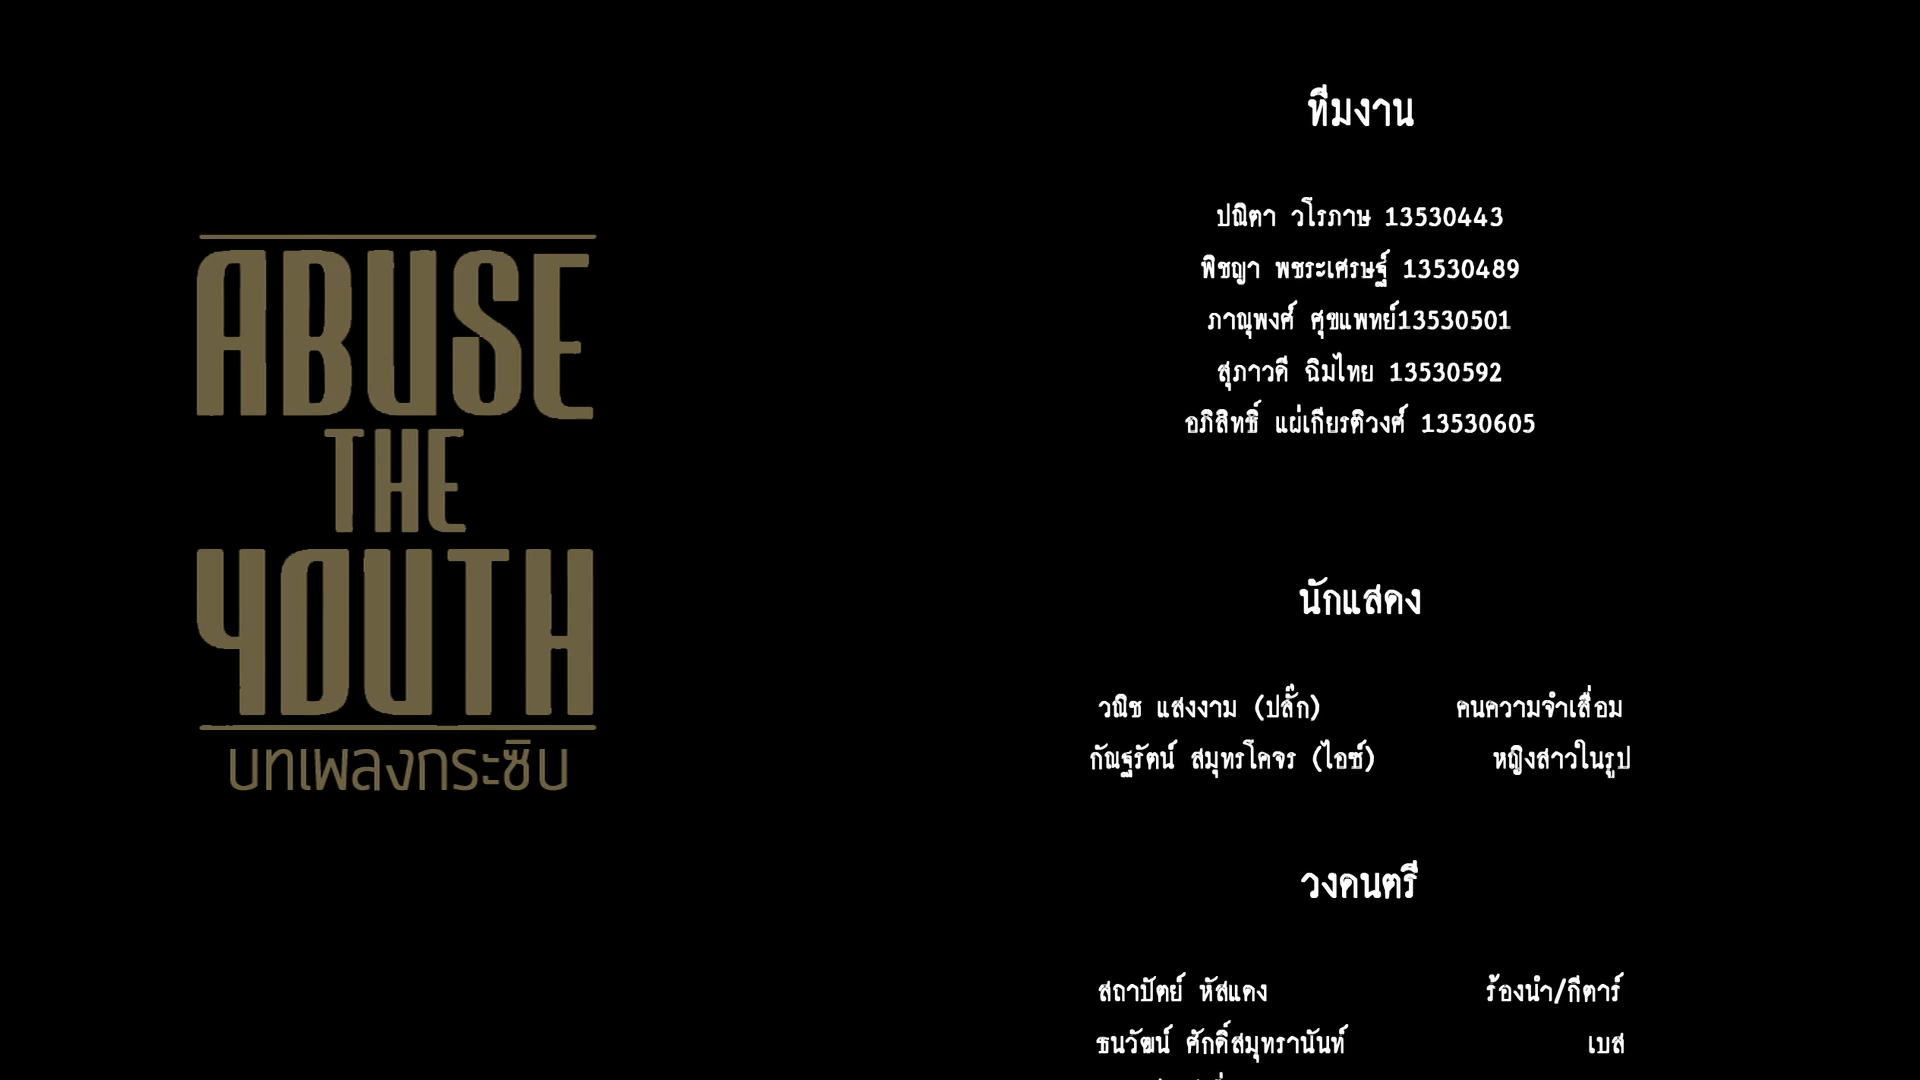 ABUSE
THE
YOUTH
บทเพลงกระซิบ
ทีมงาน
ปณิตา วโรภาษ 13530443
พิชญา พชระเศรษฐ์ 13530489
ภาณุพงศ์ ศุขแพทย์13530501
สุภาวดี ฉิมไทย 13530592
อภิสิทธิ์ แผ่เกียรติวงศ์ 13530605
นักแสดง
วณิช แสงงาม (ปลั๊ก) คนความจำเสื่อม
กัณฐรัตน์ สมุทรโคจร (ไอซ์) หญิงสาวในรูป
วงดนตรี
สถาปัตย์ หัสแดง ร้องนำ/กีตาร์
ธนวัฒน์ ศักดิ์สมุทรานันท์ เบส